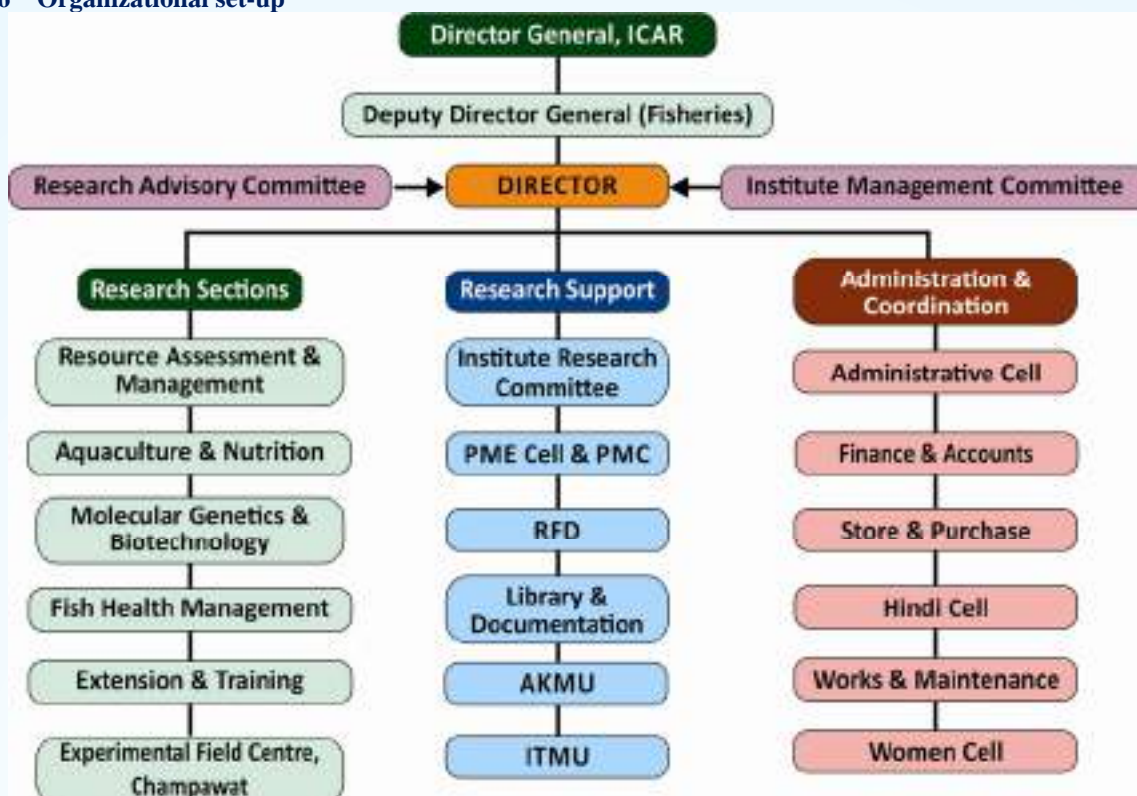 6 Organizational set-up
Director General, ICAR
Deputy Director General (Fisheries)
Research Advisory Committee
DIRECTOR
Institute Management Committee
Research Sections
Resource Assessment &
Management
Aquaculture & Nutrition
Molecular Genetics &
Biotechnology
Fish Health Management
Extension & Training
Experimental Field Centre,
Champawat
Research Support
Institute Research
Committee
PME Cell & PMC
RFD
Library &
Documentation
AKMU
ITMU
Administration &
Coordination
Administrative Cell
Finance & Accounts
Store & Purchase
Hindi Cell
Works & Maintenance
Women Cell